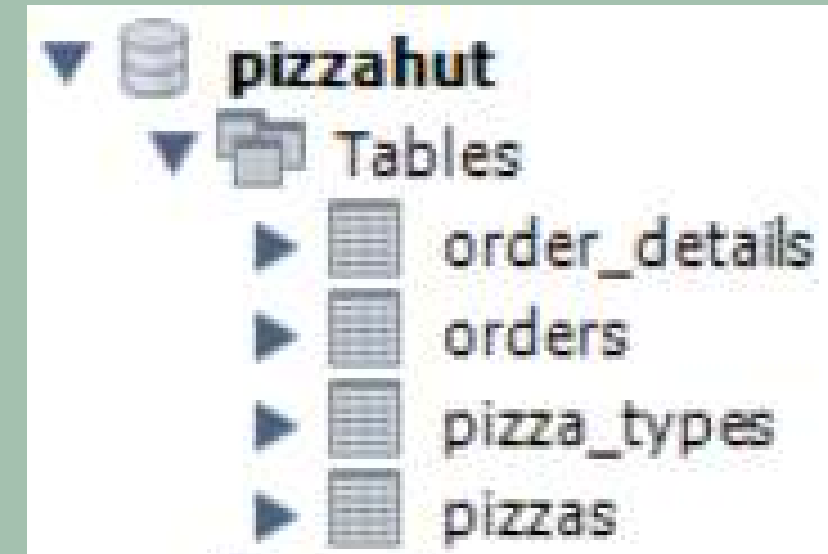 pizzahut
Tables
order_details
orders
pizza_types
pizzas